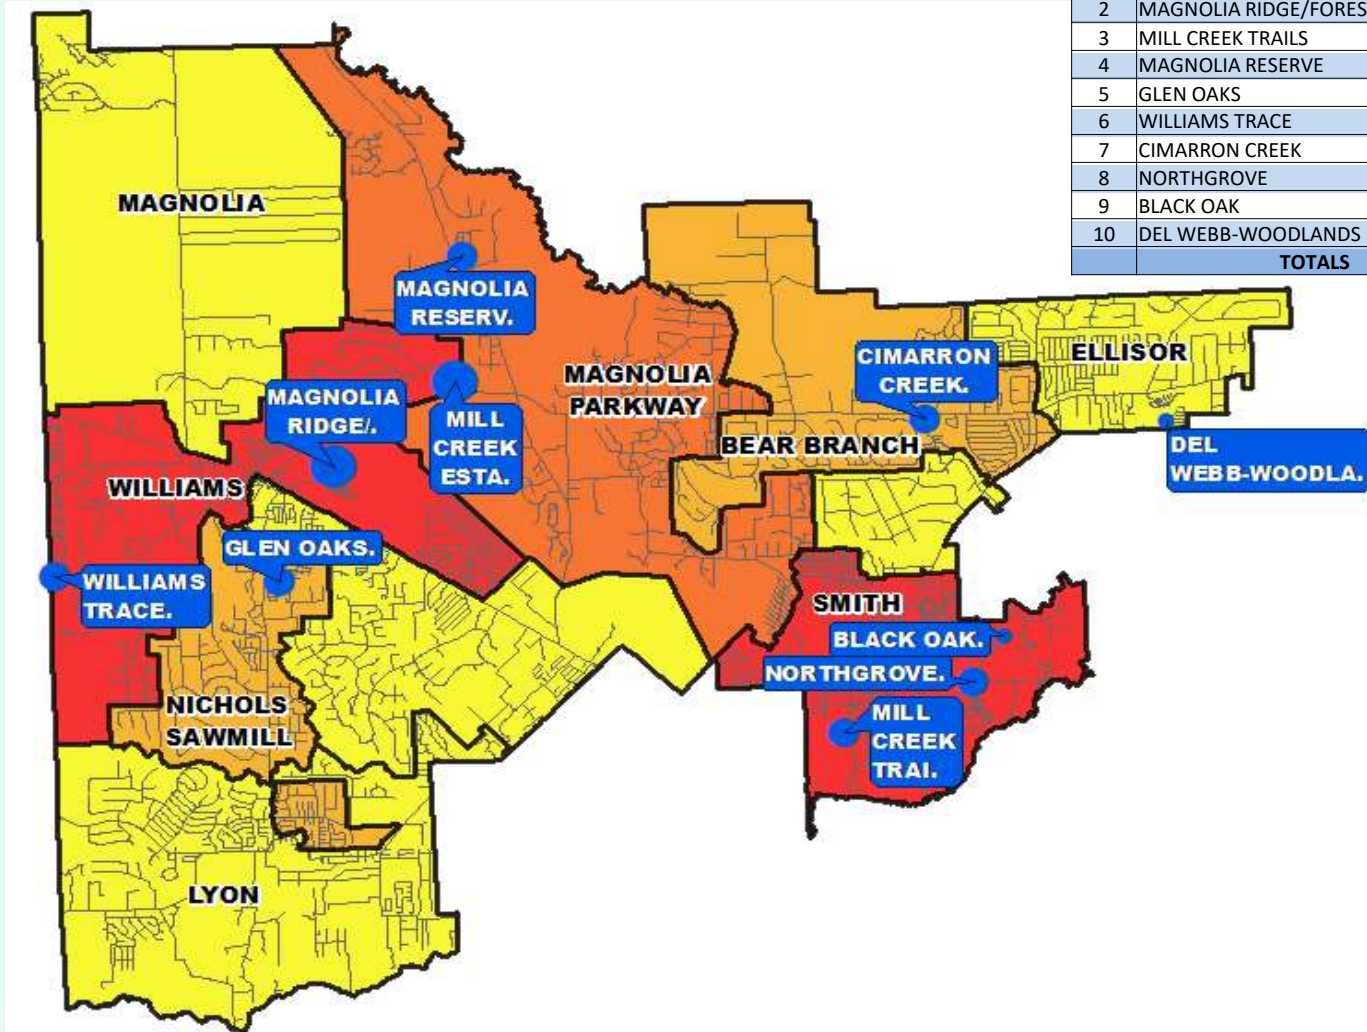 2 MAGNOLIA RIDGE/FORES
3 MILL CREEK TRAILS
4 MAGNOLIA RESERVE
5 GLEN OAKS
6 WILLIAMS TRACE
7 CIMARRON CREEK
8 NORTHGROVE
9 BLACK OAK
10 DEL WEBB-WOODLANDS
TOTALS
MAGNOLIA
MAGNOLIA
RESERV.
CIMARRON
CREEK.
ELLISOR
MAGNOLIA
PARKWAY
MAGNOLIA
RIDGE/.
MILL
CREEK
ESTA.
BEAR BRANCH
DEL
WEBB-WOODLA.
WILLIAMS
GLEN OAKS.
WILLIAMS
TRACE.
SMITH
BLACK OAK.
NORTHGROVE.
NICHOLS
SAWMILL
MILL
CREEK
TRAI.
LYON